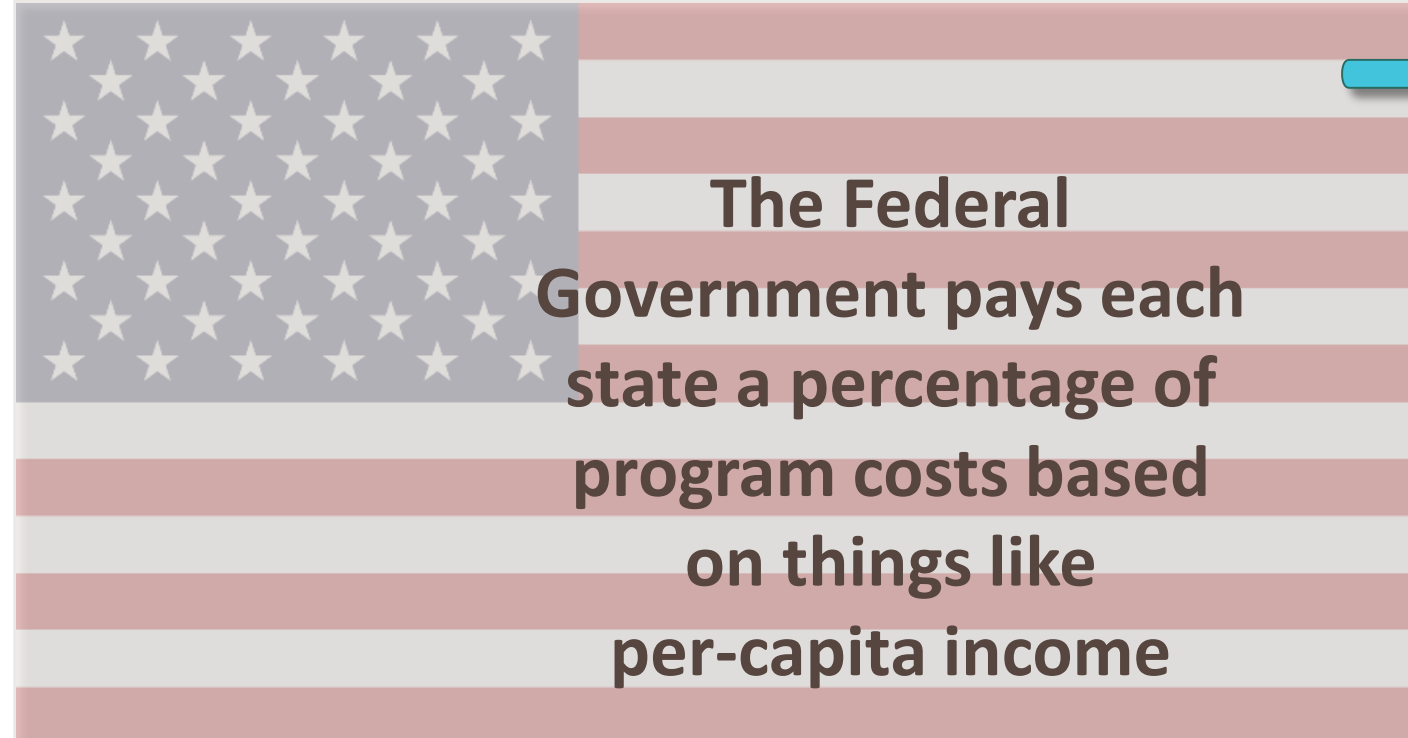 The Federal
Government pays each
state a percentage of
program costs based
on things like
per-capita income